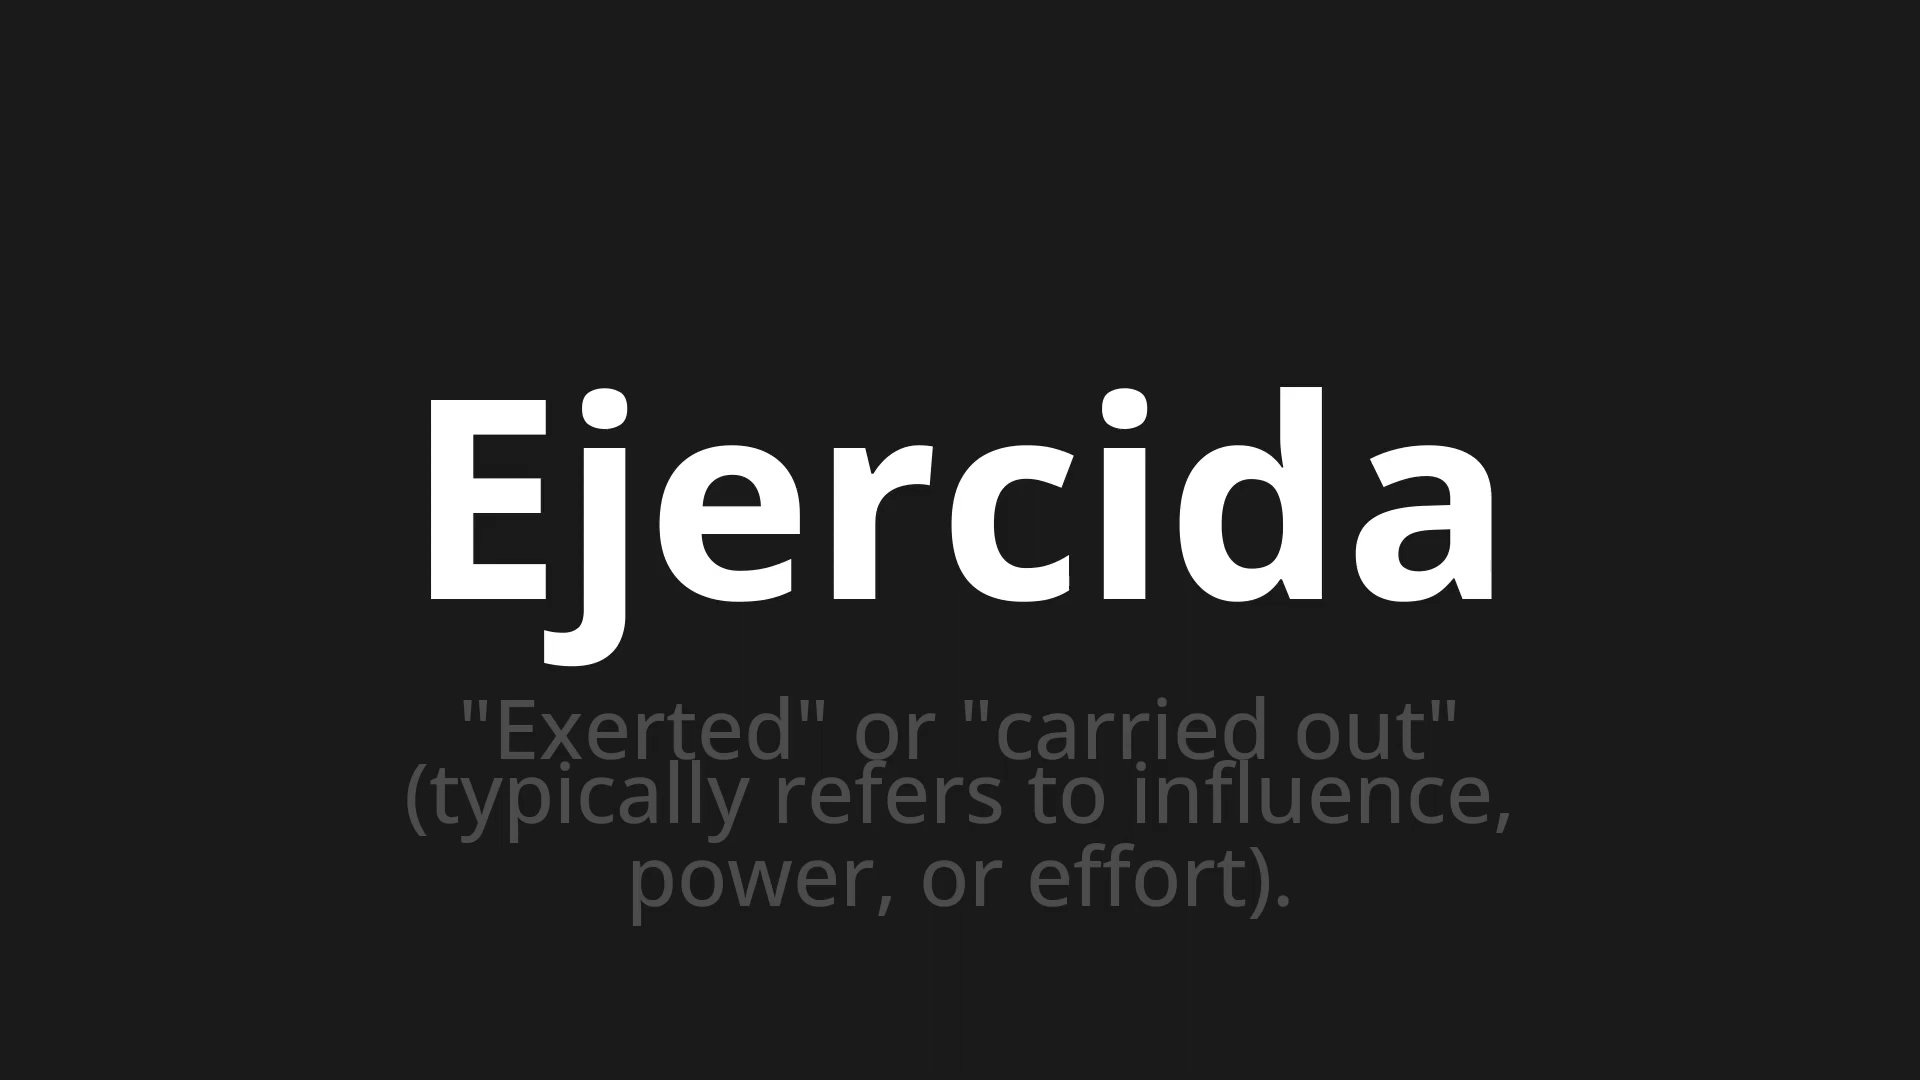 Ejercida
"Exerted" or "carried out"
(typically refers to influence,
power, or effort).